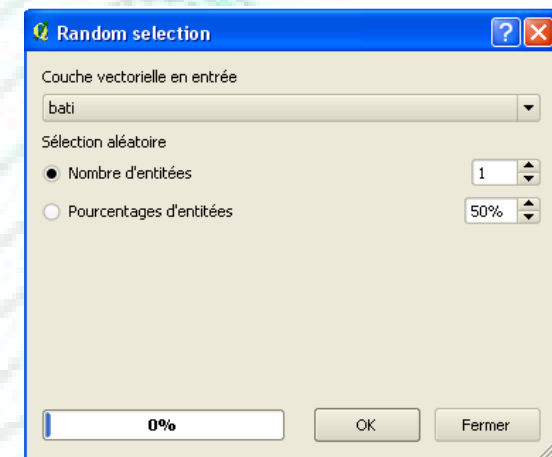 Random selection
Couche vectorielle en entrée
bati
Sélection aléatoire
Nombre d'entitées 1
Pourcentages d'entitées 50%
0% OK Fermer